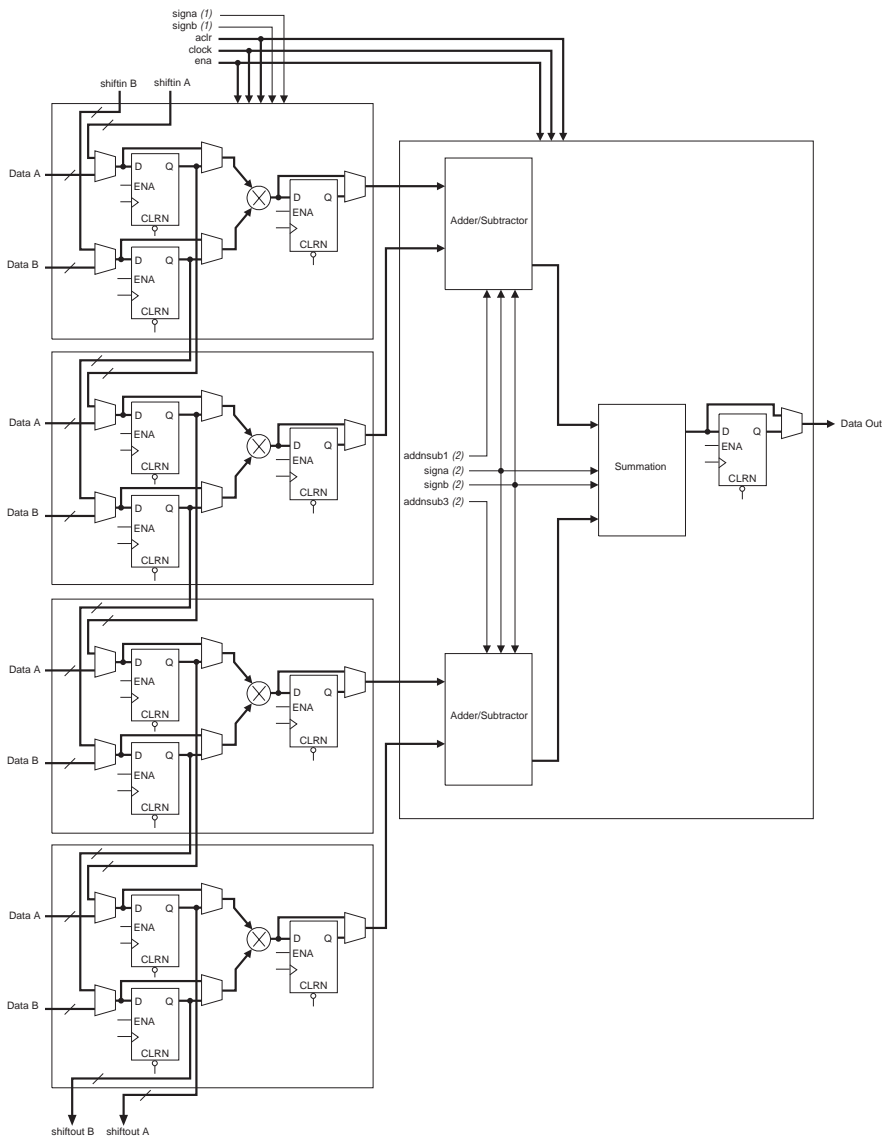 signa (1)
signb (1)
aclr
clock
ena
shiftin B shiftin A
Data A
D Q
ENA
CLRN
D Q
ENA
CLRN
Data B
D Q
ENA
CLRN
Adder/Subtractor
Data A
D Q
ENA
CLRN
D Q
ENA
CLRN
Data B
D Q
ENA
CLRN
addnsub1 (2)
signa (2)
signb (2)
addnsub3 (2)
Summation
D Q
ENA
CLRN
Data Out
Data A
D Q
ENA
CLRN
D Q
ENA
CLRN
Data B
D Q
ENA
CLRN
Adder/Subtractor
Data A
D Q
ENA
CLRN
D Q
ENA
CLRN
Data B
D Q
ENA
CLRN
shiftout B shiftout A